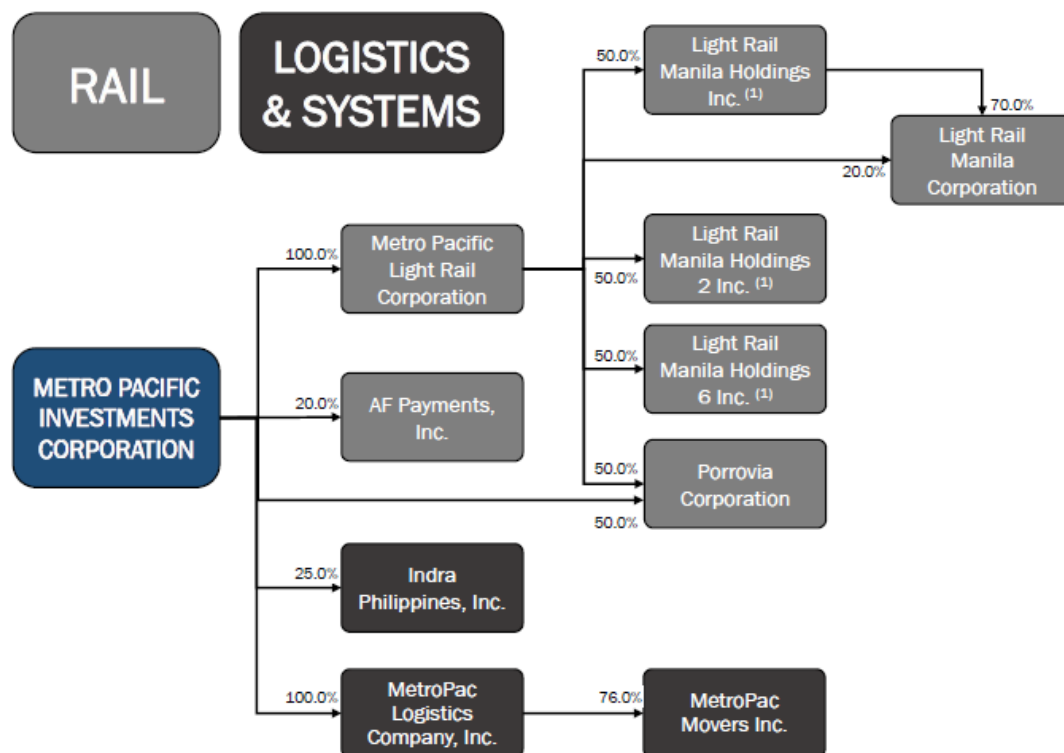 RAIL
LOGISTICS
& SYSTEMS
50.0%
Light Rail
Manila Holdings
Inc. (1)
70.0%
Light Rail
Manila
Corporation
20.0%
100.0%
Metro Pacific
Light Rail
Corporation
50.0%
Light Rail
Manila Holdings
2 Inc. (1)
50.0%
Light Rail
Manila Holdings
6 Inc. (1)
METRO PACIFIC
INVESTMENTS
CORPORATION
20.0%
AF Payments,
Inc.
50.0%
Porrovia
Corporation
50.0%
25.0%
Indra
Philippines, Inc.
100.0%
MetroPac
Logistics
Company, Inc.
76.0%
MetroPac
Movers Inc.